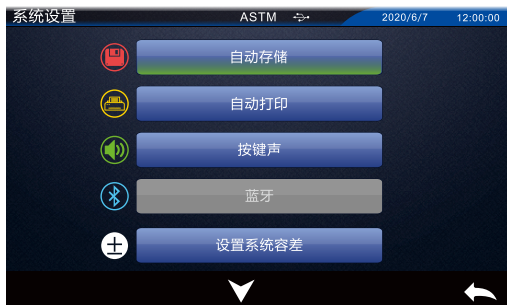 系统设置 ASTM 2020/6/7 12:00:00
自动存储
自动打印
按键声
蓝牙
设置系统容差